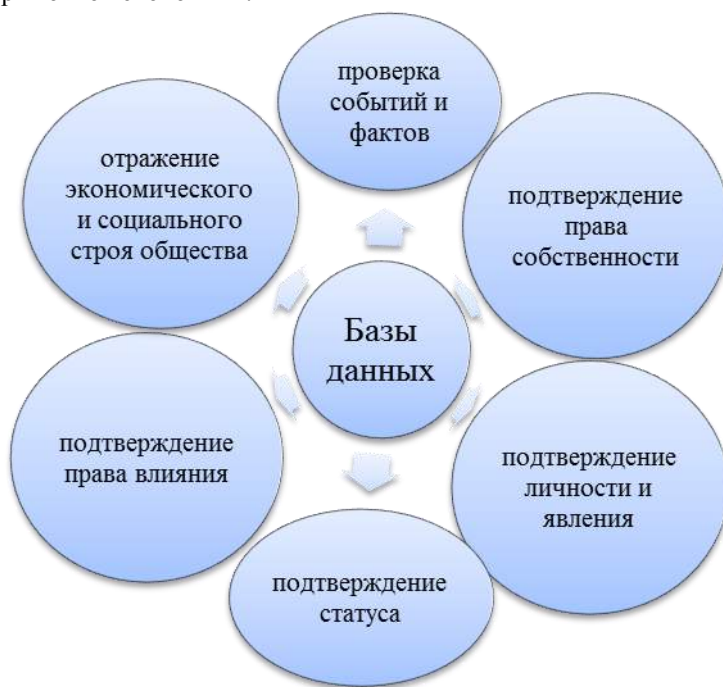 проверка
событий и
фактов
отражение
экономического
и социального
строя общества
подтверждение
права
собственности
Базы
данных
подтверждение
права влияния
подтверждение
личности и
явления
подтверждение
статуса